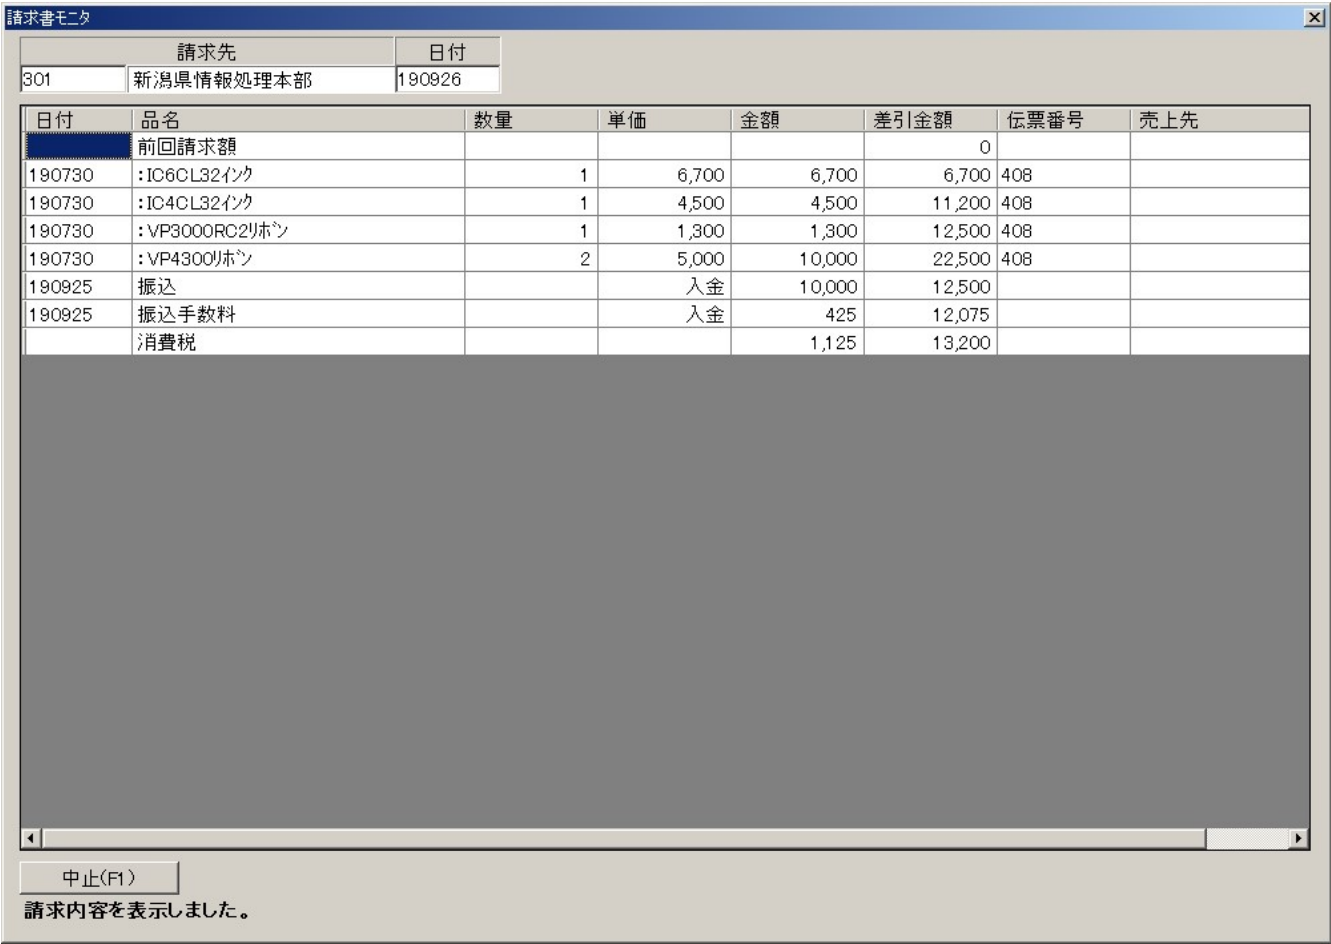 請求書モニタ
請求先 日付
301 新潟県情報処理本部 190926
日付 品名 数量 単価 金額 差引金額 伝票番号 売上先
前回請求額 0
190730 :IC6CL32インク 1 6,700 6,700 6,700 408
190730 :IC4CL32インク 1 4,500 4,500 11,200 408
190730 :VP3000RC2リボン 1 1,300 1,300 12,500 408
190730 :VP4300リボン 2 5,000 10,000 22,500 408
190925 振込 入金 10,000 12,500
190925 振込手数料 入金 425 12,075
消費税 1,125 13,200
中止(F1)
請求内容を表示しました。